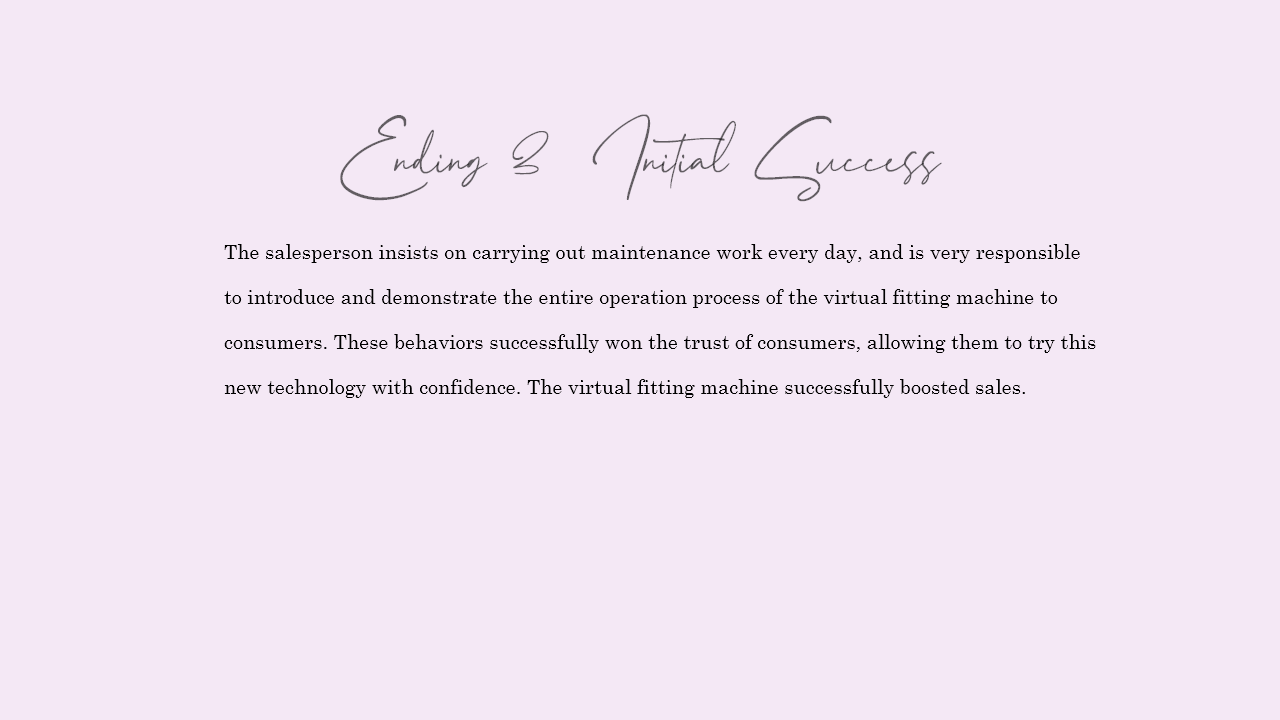 Ending 3 Initial Success
The salesperson insists on carrying out maintenance work every day, and is very responsible
to introduce and demonstrate the entire operation process of the virtual fitting machine to
consumers. These behaviors successfully won the trust of consumers, allowing them to try this
new technology with confidence. The virtual fitting machine successfully boosted sales.